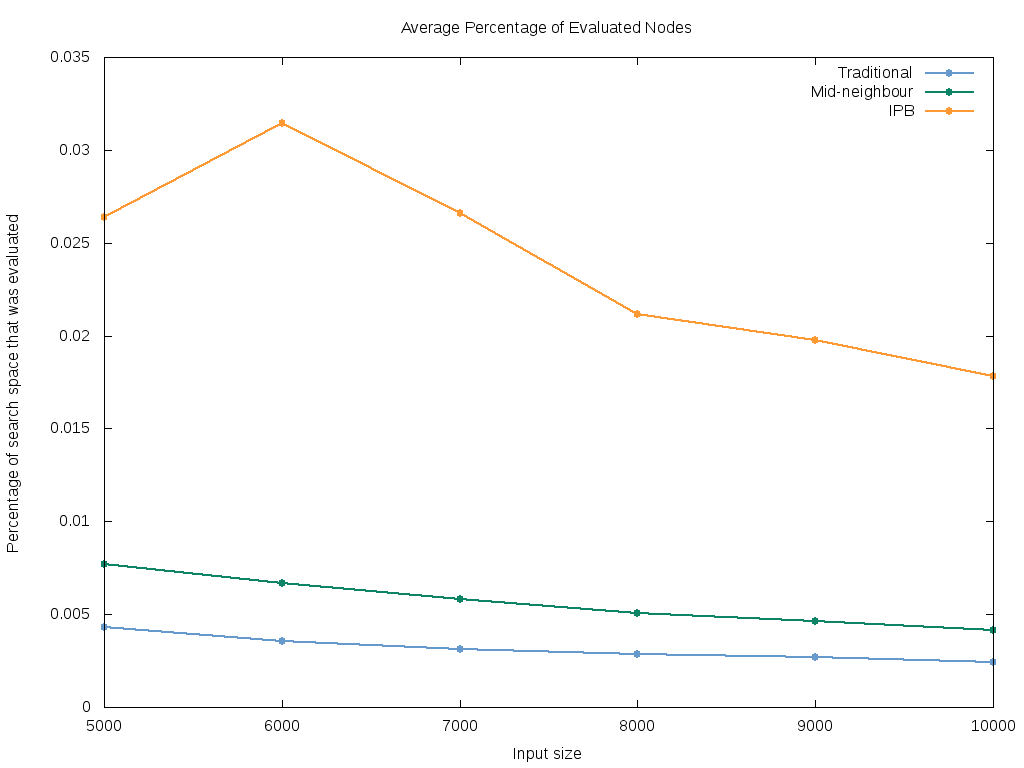 Average Percentage of Evaluated Nodes
Traditional
Mid-neighbour
IPB
Percentage of search space that was evaluated
0.035
0.03
0.025
0.02
0.015
0.01
0.005
0
5000 6000 7000 8000 9000 10000
Input size